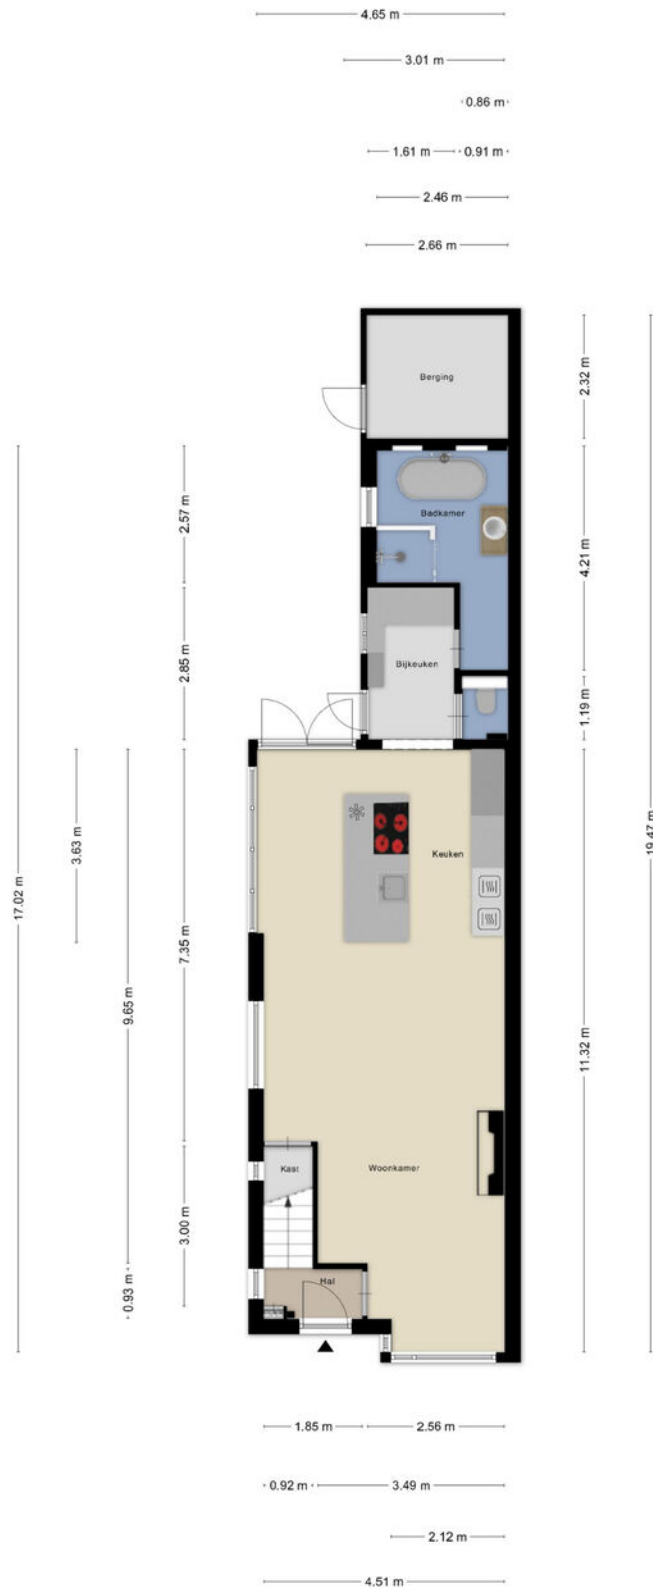 4.65 m
3.01 m
0.86 m
1.61 m
0.91 m
2.46 m
2.66 m
Berging
2.32 m
Badkamer
2.57 m
4.21 m
Bijkeuken
2.85 m
1.19 m
Keuken
3.63 m
17.02 m
9.65 m
7.35 m
11.32 m
19.47 m
Kast
Woonkamer
3.00 m
Hal
0.93 m
1.85 m
2.56 m
0.92 m
3.49 m
2.12 m
4.51 m